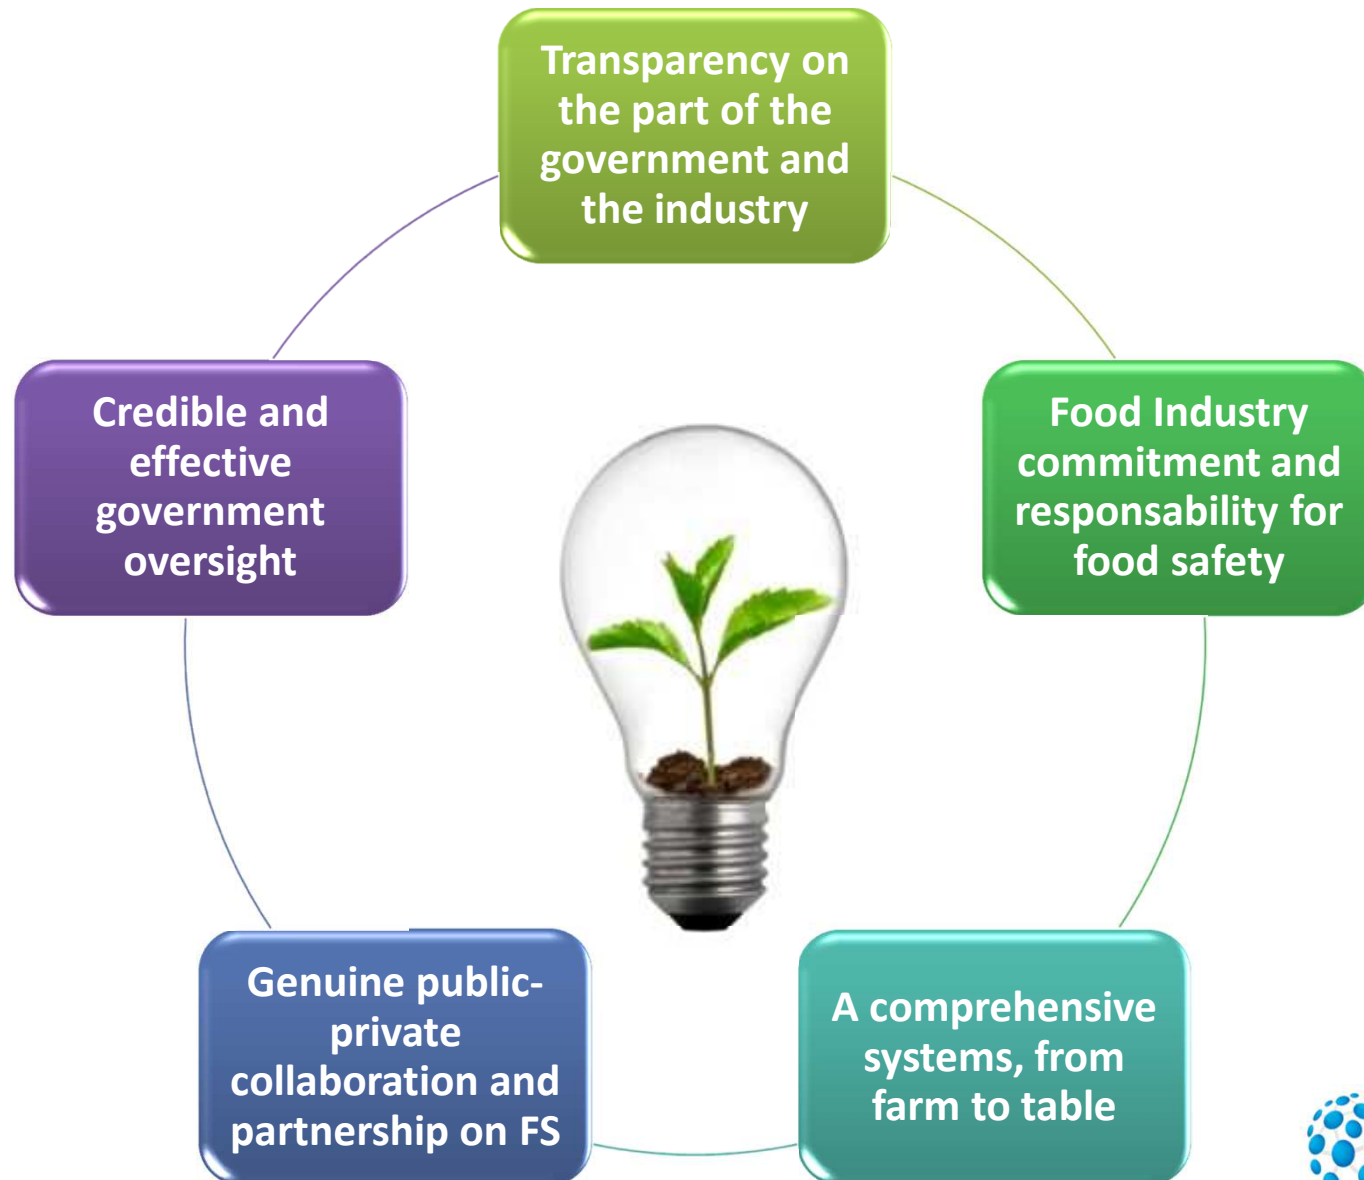 Transparency on
the part of the
government and
the industry
Food Industry
commitment and
responsability for
food safety
A comprehensive
systems, from
farm to table
Genuine public-
private
collaboration and
partnership on FS
Credible and
effective
government
oversight